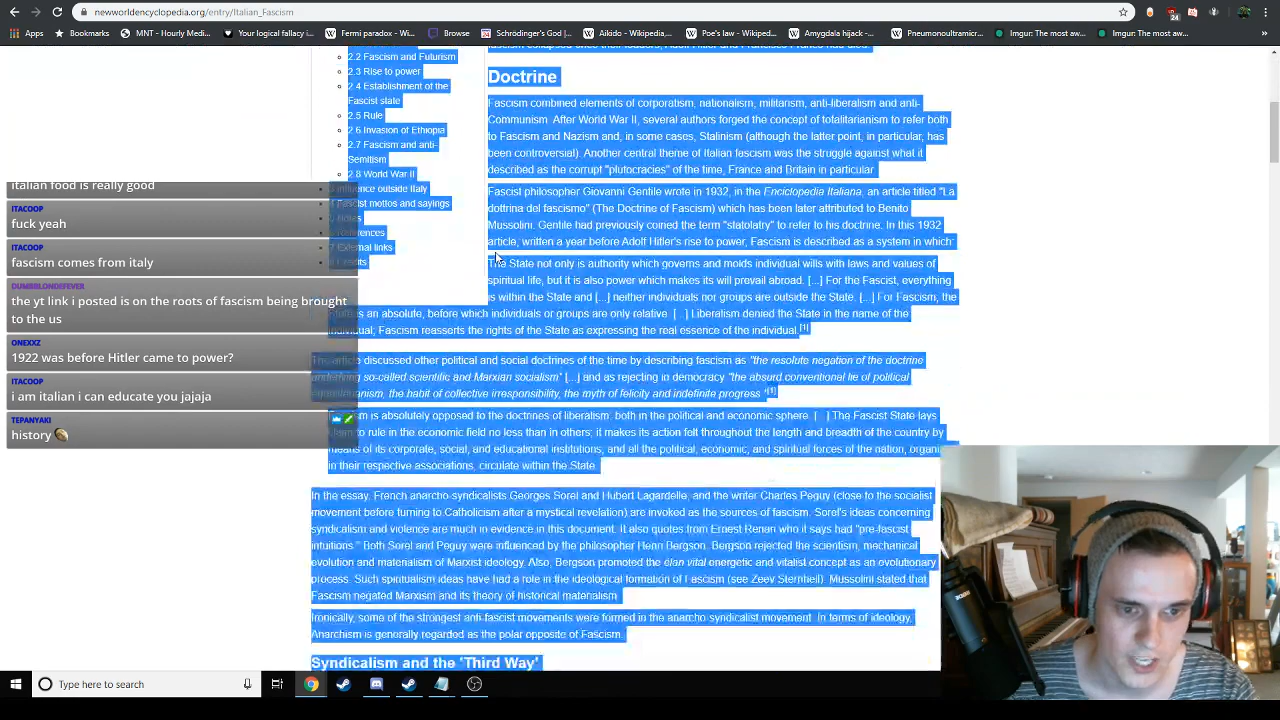 newworldencyclopedia.org/entry/Italian_Fascism
24
Apps
Bookmarks
MNT - Hourly Medi...
Your logical fallacy i...
Fermi paradox - Wi...
Browse
Schrödinger's God |...
Aikido - Wikipedia,...
Poe's law - Wikiped...
Amygdala hijack -...
Pneumonoultramic...
Imgur: The most aw...
Imgur: The most aw...
»
2.2 Fascism and Futurism
2.3 Rise to power
2.4 Establishment of the
Fascist state
2.5 Rule
2.6 Invasion of Ethiopia
2.7 Fascism and anti-
Semitism
2.8 World War II
Influence outside Italy
Fascist mottos and sayings
External links
Doctrine
Fascism combined elements of corporatism, nationalism, militarism, anti-liberalism and anti-
Communism. After World War II, several authors forged the concept of totalitarianism to refer both
to Fascism and Nazism and, in some cases, Stalinism (although the latter point, in particular, has
been controversial). Another central theme of Italian fascism was the struggle against what it
described as the corrupt "plutocracies" of the time, France and Britain in particular.
Fascist philosopher Giovanni Gentile wrote in 1932, in the Enciclopedia Italiana, an article titled "La
dottrina del fascismo" (The Doctrine of Fascism) which has been later attributed to Benito
Mussolini. Gentile had previously coined the term "statolatry" to refer to his doctrine. In this 1932
article, written a year before Adolf Hitler's rise to power, Fascism is described as a system in which
The State not only is authority which governs and molds individual wills with laws and values of
spiritual life, but it is also power which makes its will prevail abroad. [...] For the Fascist, everything
is within the State and [...] neither individuals nor groups are outside the State. [...] For Fascism, the
State is an absolute, before which individuals or groups are only relative. [...] Liberalism denied the State in the name of the
individual; Fascism reasserts the rights of the State as expressing the real essence of the individual.[1]
The article discussed other political and social doctrines of the time by describing fascism as "the resolute negation of the doctrine
underlying so-called scientific and Marxian socialism" [...] and as rejecting in democracy "the absurd conventional lie of political
egalitarianism, the habit of collective irresponsibility, the myth of felicity and indefinite progress."[1]
is absolutely opposed to the doctrines of liberalism, both in the political and economic sphere. [...] The Fascist State lays
claim to rule in the economic field no less than in others; it makes its action felt throughout the length and breadth of the country by
means of its corporate, social, and educational institutions, and all the political, economic, and spiritual forces of the nation, organi
in their respective associations, circulate within the State.
In the essay, French anarcho-syndicalists Georges Sorel and Hubert Lagardelle, and the writer Charles Peguy (close to the socialist
movement before turning to Catholicism after a mystical revelation) are invoked as the sources of fascism. Sorel's ideas concerning
syndicalism and violence are much in evidence in this document. It also quotes from Ernest Renan who it says had "pre-fascist
intuitions." Both Sorel and Peguy were influenced by the philosopher Henri Bergson. Bergson rejected the scientism, mechanical
evolution and materialism of Marxist ideology. Also, Bergson promoted the élan vital energetic and vitalist concept as an evolutionary
process. Such spiritualism ideas have had a role in the ideological formation of Fascism (see Zeev Sternhell). Mussolini stated that
Fascism negated Marxism and its theory of historical materialism.
Ironically, some of the strongest anti-fascist movements were formed in the anarcho-syndicalist movement. In terms of ideology,
Anarchism is generally regarded as the polar opposite of Fascism.
Syndicalism and the 'Third Way'
italian food is really good
ITACOOP
fuck yeah
ITACOOP
fascism comes from italy
DUMBBLONDEFEVER
the yt link i posted is on the roots of fascism being brought
to the us
ONEXXZ
1922 was before Hitler came to power?
ITACOOP
i am italian i can educate you jajaja
TEPANYAKI
history
Type here to search